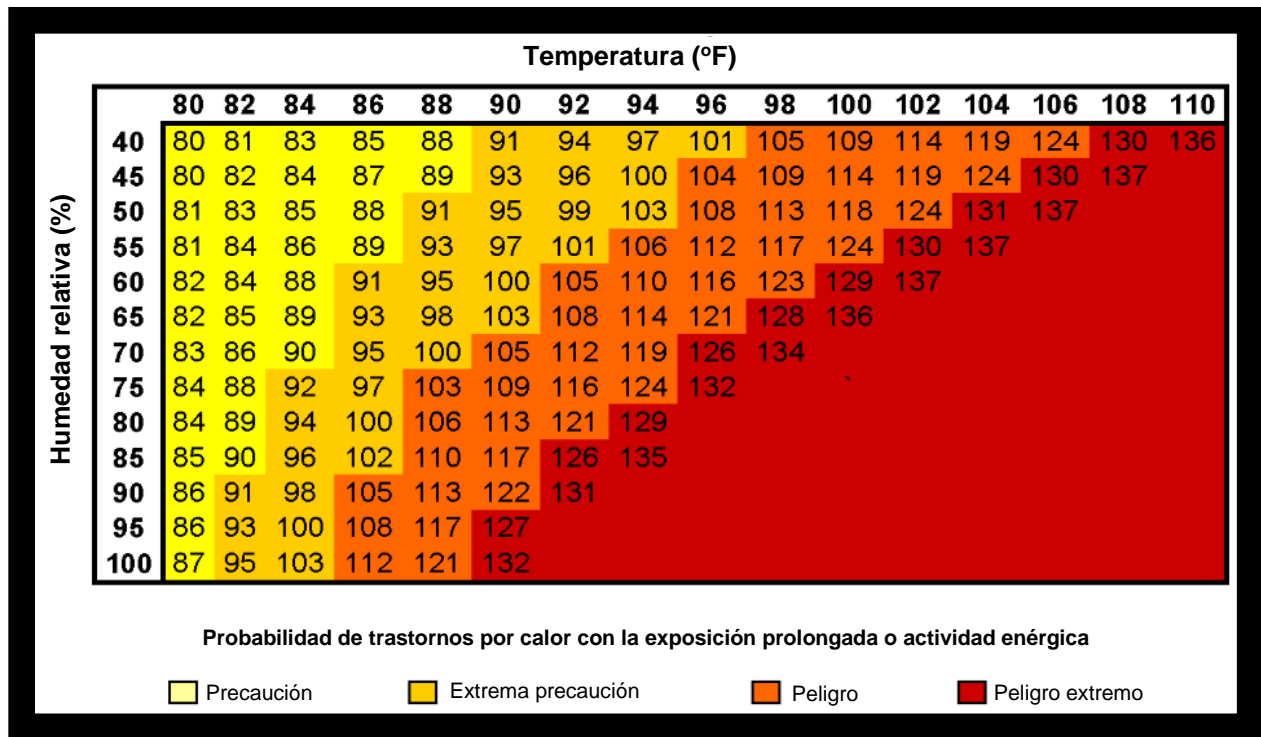 Temperatura (ºF)
80 82 84 86 88 90 92 94 96 98 100 102 104 106 108 110
Humedad relativa (%)
40 80 81 83 85 88 91 94 97 101 105 109 114 119 124 130 136
45 80 82 84 87 89 93 96 100 104 109 114 119 124 130 137
50 81 83 85 88 91 95 99 103 108 113 118 124 131 137
55 81 84 86 89 93 97 101 106 112 117 124 130 137
60 82 84 88 91 95 100 105 110 116 123 129 137
65 82 85 89 93 98 103 108 114 121 128 136
70 83 86 90 95 100 105 112 119 126 134
75 84 88 92 97 103 109 116 124 132 `
80 84 89 94 100 106 113 121 129
85 85 90 96 102 110 117 126 135
90 86 91 98 105 113 122 131
95 86 93 100 108 117 127
100 87 95 103 112 121 132
Probabilidad de trastornos por calor con la exposición prolongada o actividad enérgica
Precaución Extrema precaución Peligro Peligro extremo